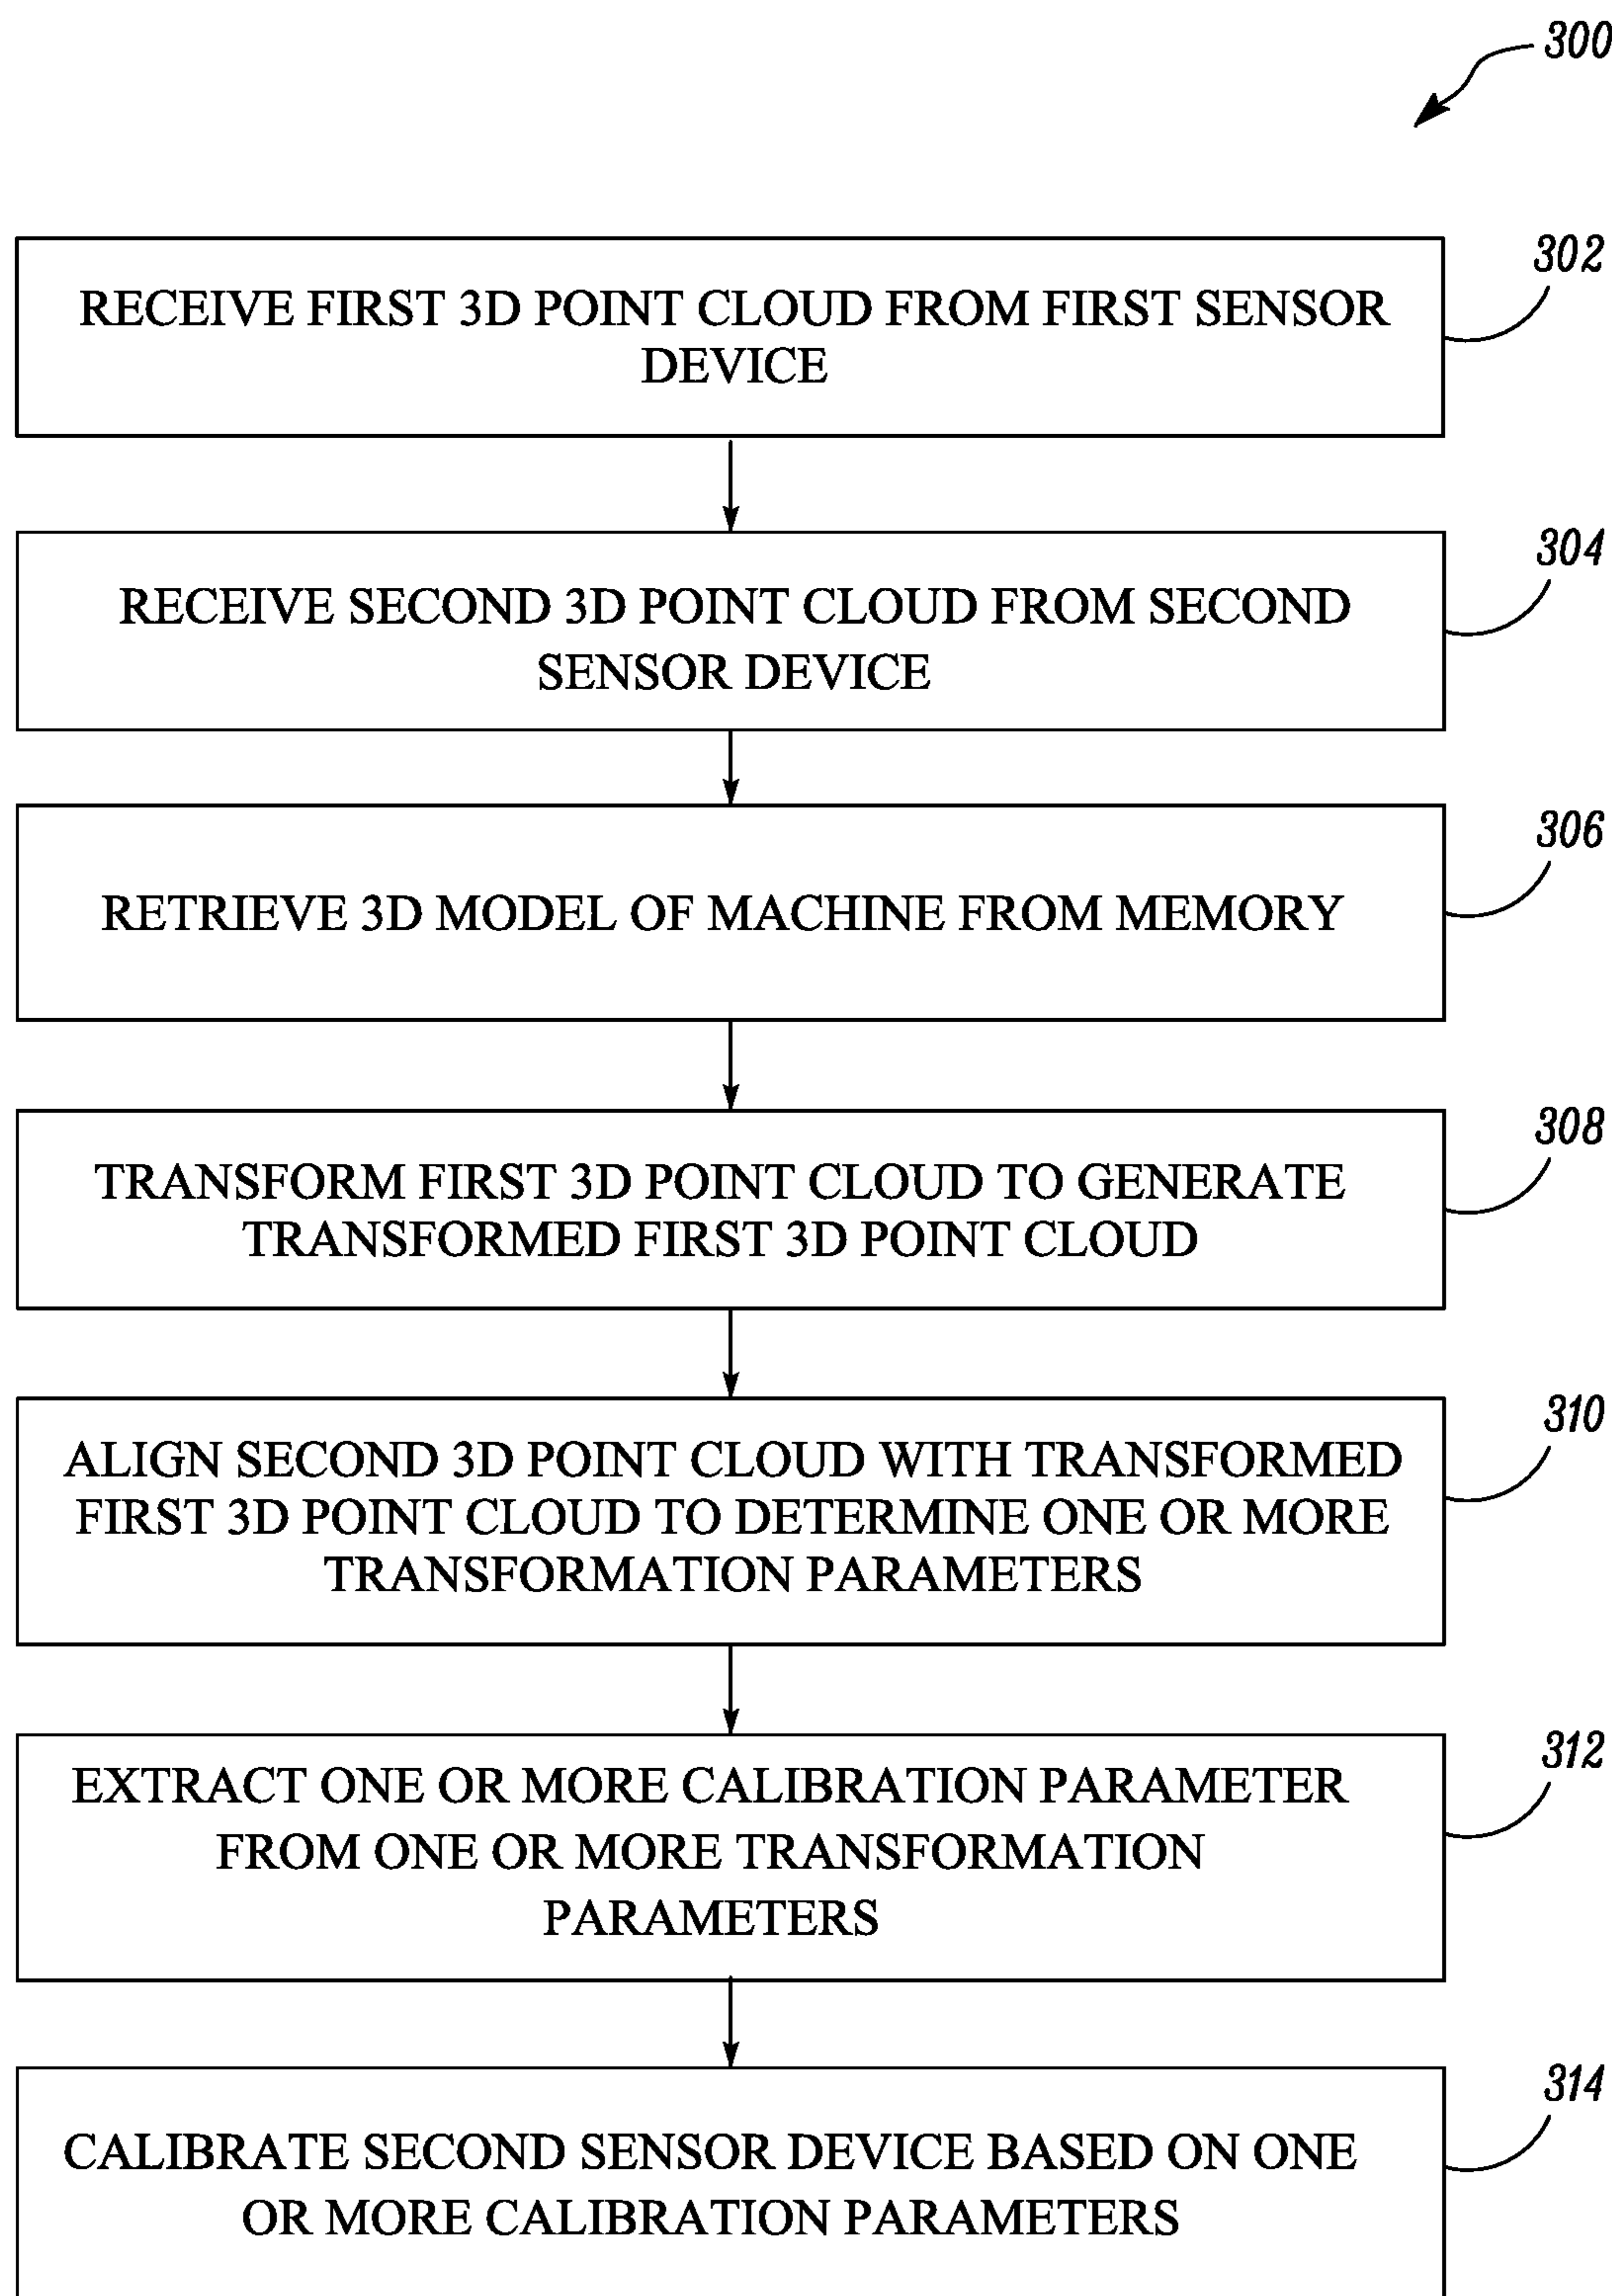 300
302
RECEIVE FIRST 3D POINT CLOUD FROM FIRST SENSOR
DEVICE
304
RECEIVE SECOND 3D POINT CLOUD FROM SECOND
SENSOR DEVICE
306
RETRIEVE 3D MODEL OF MACHINE FROM MEMORY
308
TRANSFORM FIRST 3D POINT CLOUD TO GENERATE
TRANSFORMED FIRST 3D POINT CLOUD
310
ALIGN SECOND 3D POINT CLOUD WITH TRANSFORMED
FIRST 3D POINT CLOUD TO DETERMINE ONE OR MORE
TRANSFORMATION PARAMETERS
312
EXTRACT ONE OR MORE CALIBRATION PARAMETER
FROM ONE OR MORE TRANSFORMATION
PARAMETERS
314
CALIBRATE SECOND SENSOR DEVICE BASED ON ONE
OR MORE CALIBRATION PARAMETERS